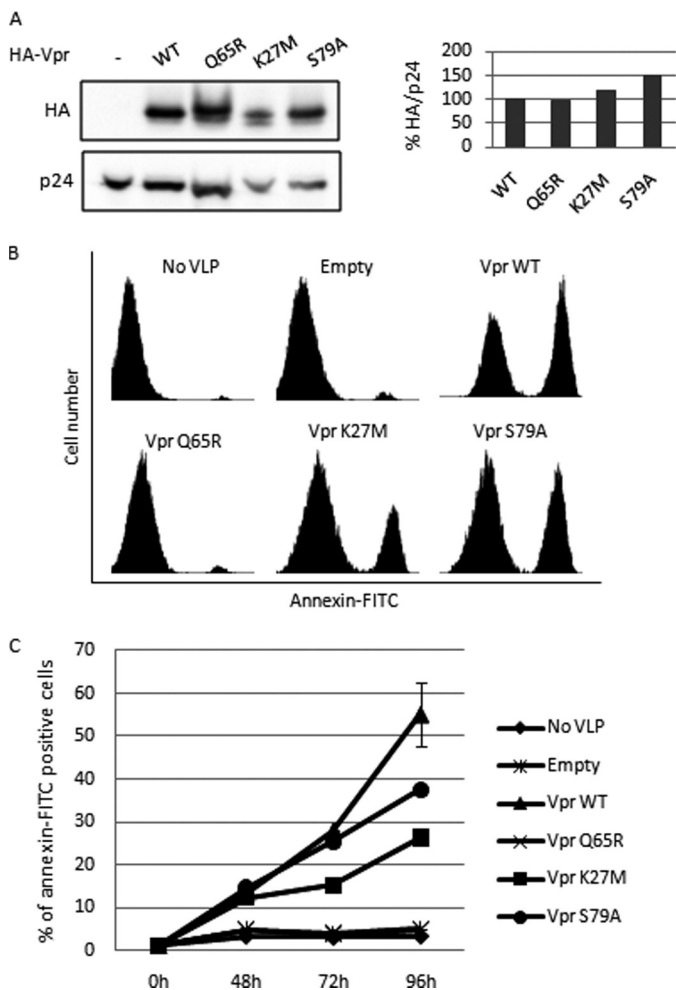 A
HA-Vpr
- WT Q65R K27M S79A
HA
p24
% HA/p24
200
150
100
50
0
WT Q65R K27M S79A
B
Cell number
No VLP Empty Vpr WT
Vpr Q65R Vpr K27M Vpr S79A
Annexin-FITC
C
% of annexin-FITC positive cells
70
60
50
40
30
20
10
0
0h 48h 72h 96h
No VLP
Empty
Vpr WT
Vpr Q65R
Vpr K27M
Vpr S79A